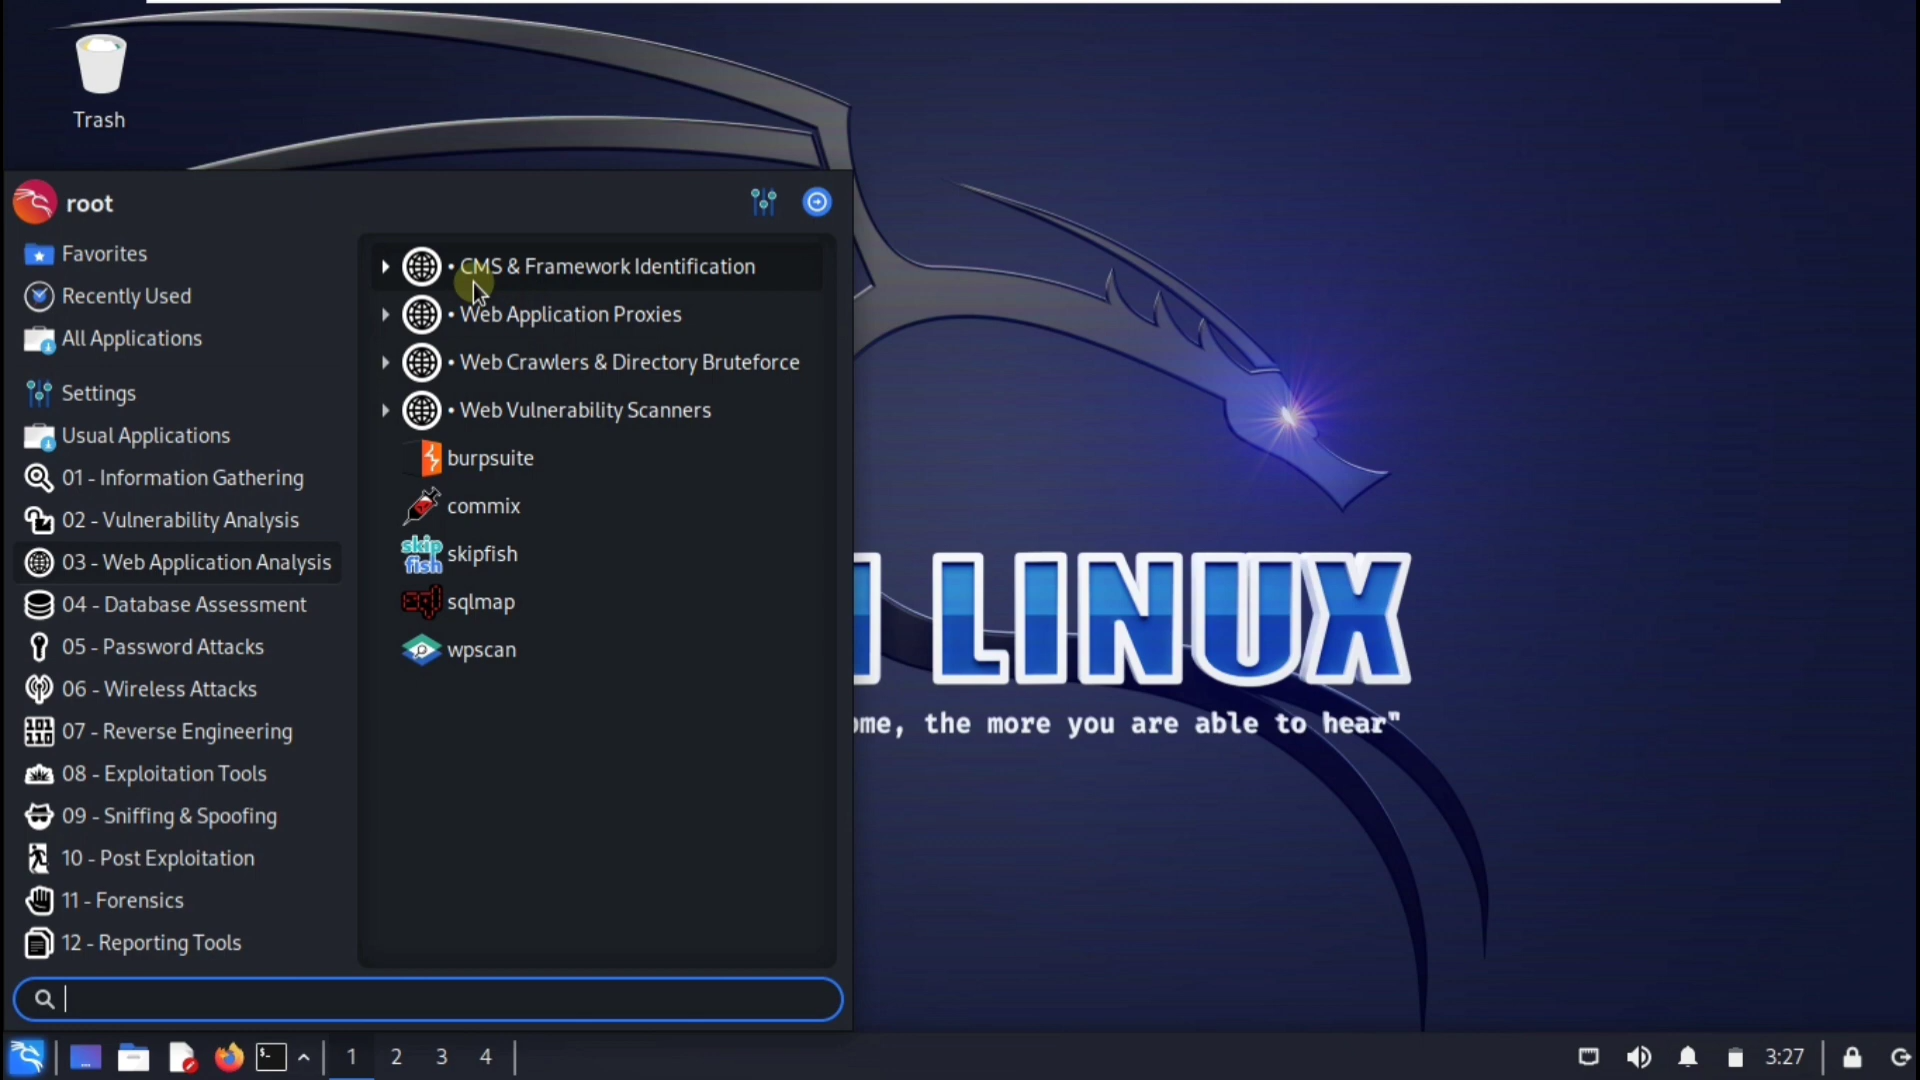 Trash
root
Favorites
Recently Used
All Applications
Settings
Usual Applications
01 - Information Gathering
02 - Vulnerability Analysis
03 - Web Application Analysis
04 - Database Assessment
05 - Password Attacks
06 - Wireless Attacks
07 - Reverse Engineering
08 - Exploitation Tools
09 - Sniffing & Spoofing
10 - Post Exploitation
11 - Forensics
12 - Reporting Tools
• CMS & Framework Identification
• Web Application Proxies
• Web Crawlers & Directory Bruteforce
• Web Vulnerability Scanners
burpsuite
commix
skip
fish
skipfish
sql
sqlmap
wpscan
LINUX
, the more you are able to hear"
1 2 3 4
3:27